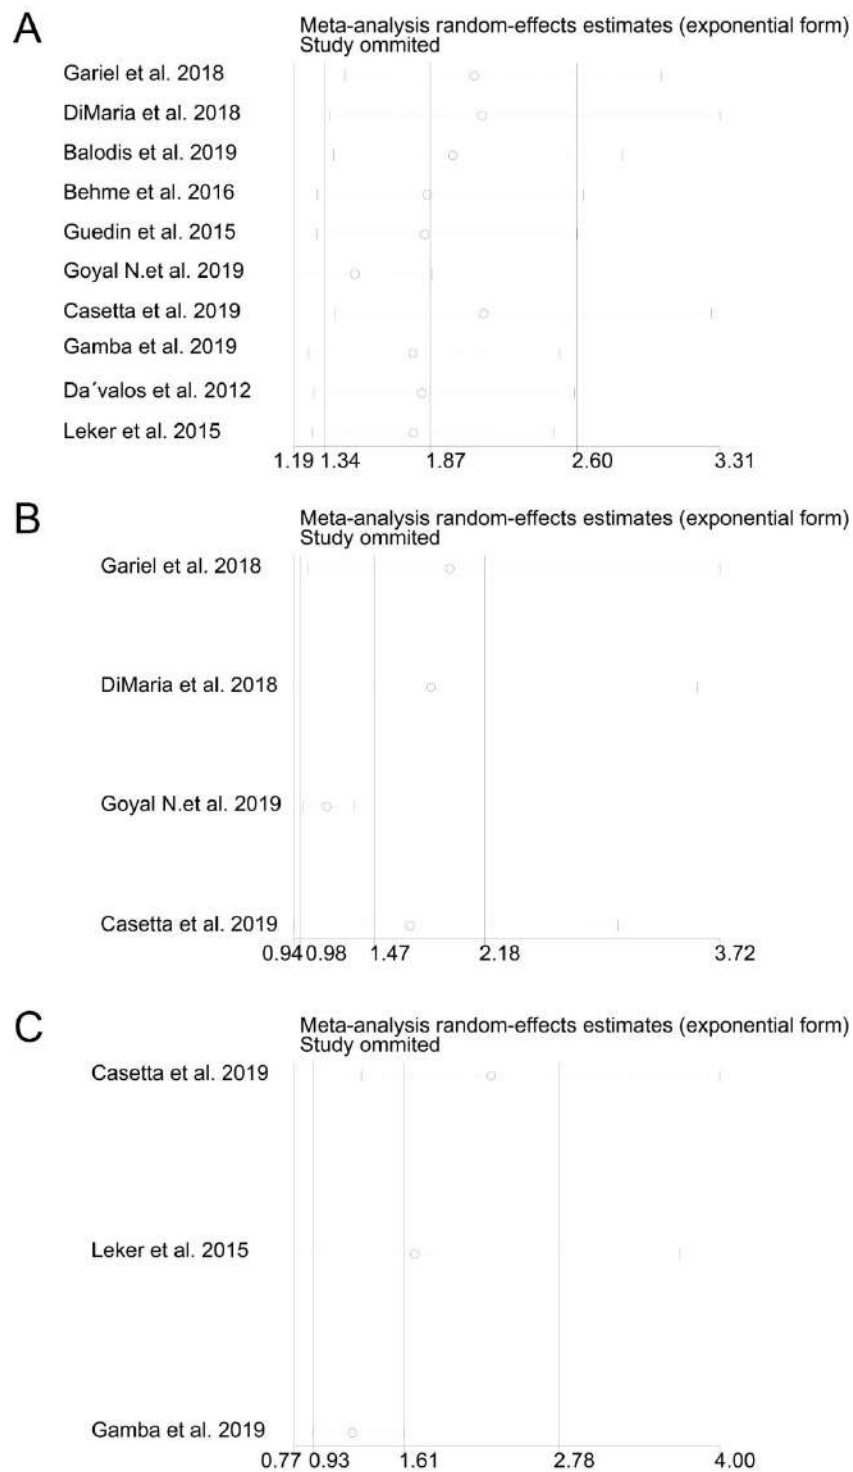 A
Meta-analysis random-effects estimates (exponential form)
Study ommited
Gariel et al. 2018
DiMaria et al. 2018
Balodis et al. 2019
Behme et al. 2016
Guedin et al. 2015
Goyal N.et al. 2019
Casetta et al. 2019
Gamba et al. 2019
Da´valos et al. 2012
Leker et al. 2015
1.19 1.34 1.87 2.60 3.31
B
Meta-analysis random-effects estimates (exponential form)
Study ommited
Gariel et al. 2018
DiMaria et al. 2018
Goyal N.et al. 2019
Casetta et al. 2019
0.94 0.98 1.47 2.18 3.72
C
Meta-analysis random-effects estimates (exponential form)
Study ommited
Casetta et al. 2019
Leker et al. 2015
Gamba et al. 2019
0.77 0.93 1.61 2.78 4.00